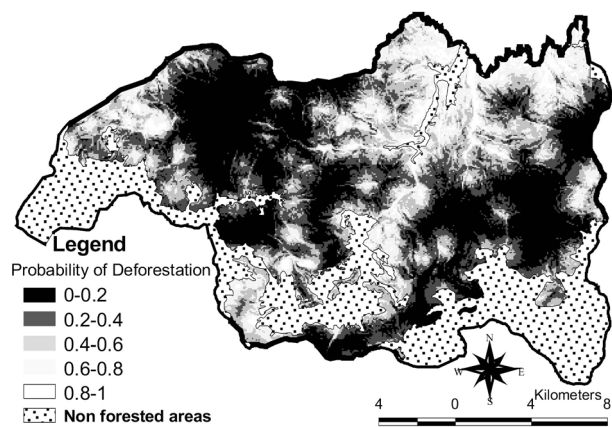 Legend
Probability of Deforestation
0-0.2
0.2-0.4
0.4-0.6
0.6-0.8
0.8-1
Non forested areas
N
W E
S
Kilometers
4 0 4 8